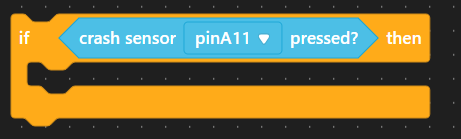 if crash sensor pinA11 pressed? then